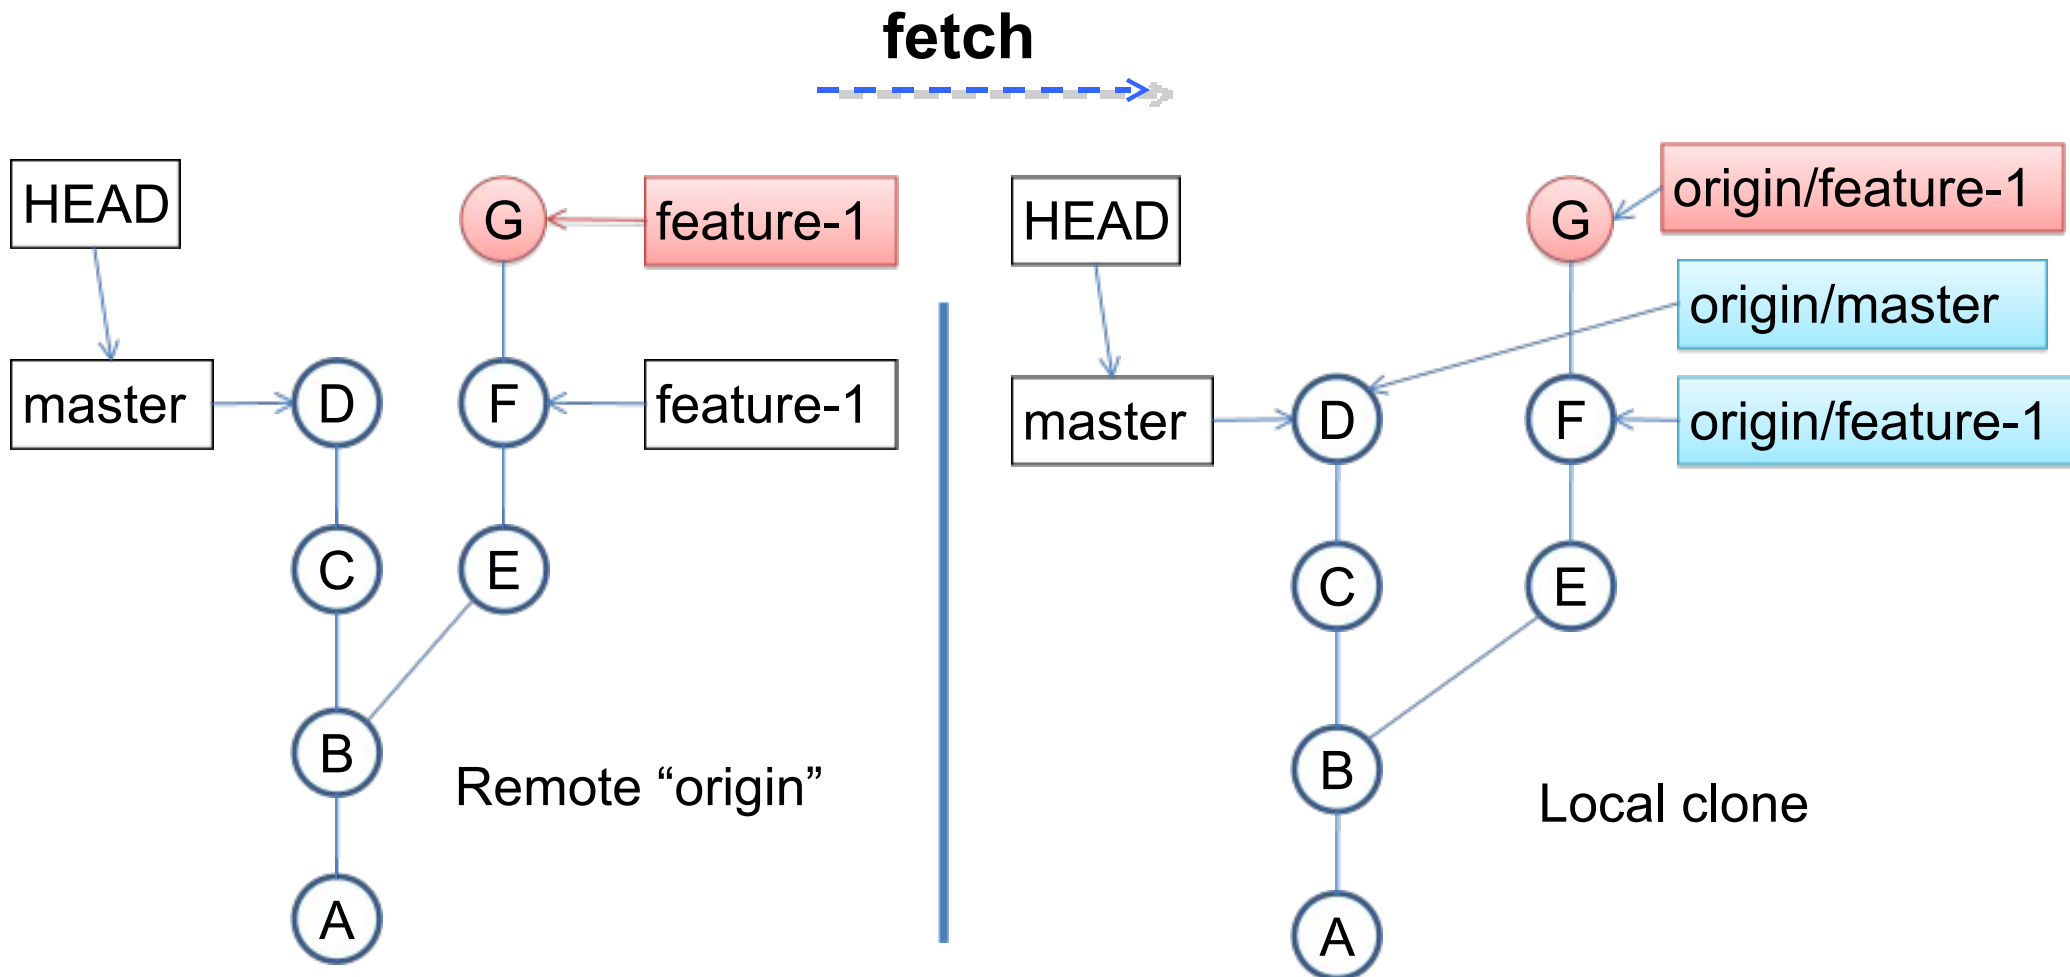 fetch
HEAD
G
feature-1
master
D
F
feature-1
C
E
B
Remote “origin”
A
HEAD
G
origin/feature-1
origin/master
master
D
F
origin/feature-1
C
E
B
Local clone
A